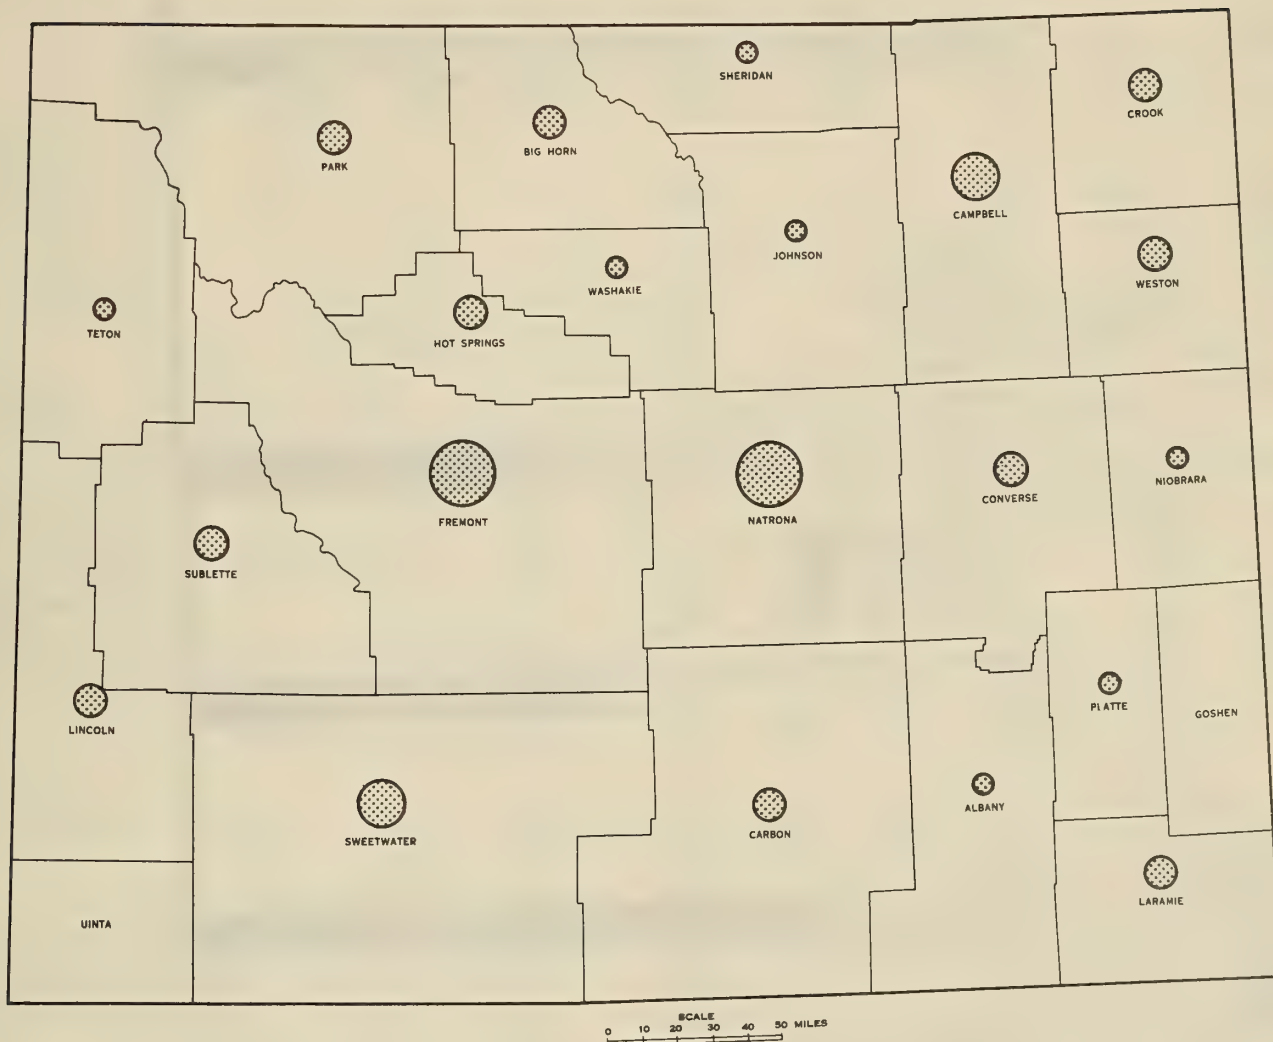 SHERIDAN
CROOK
PARK
BIG HORN
CAMPBELL
JOHNSON
WESTON
WASHAKIE
TETON
HOT SPRINGS
FREMONT
NATRONA
CONVERSE
NIOBRARA
SUBLETTE
PLATTE
GOSHEN
LINCOLN
ALBANY
SWEETWATER
CARBON
LARAMIE
UINTA
SCALE
0 10 20 30 40 50 MILES